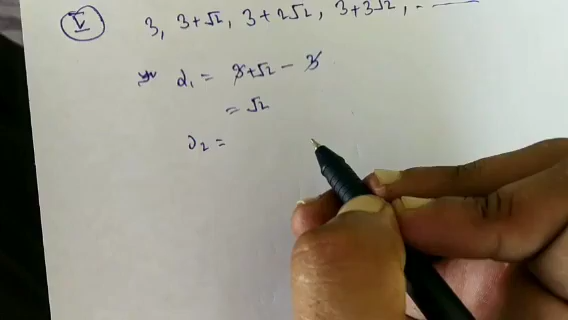 V 3, 3+√2, 3+2√2, 3+3√2, - ——
d₁ = 3+√2 - 3
= √2
d₂ =